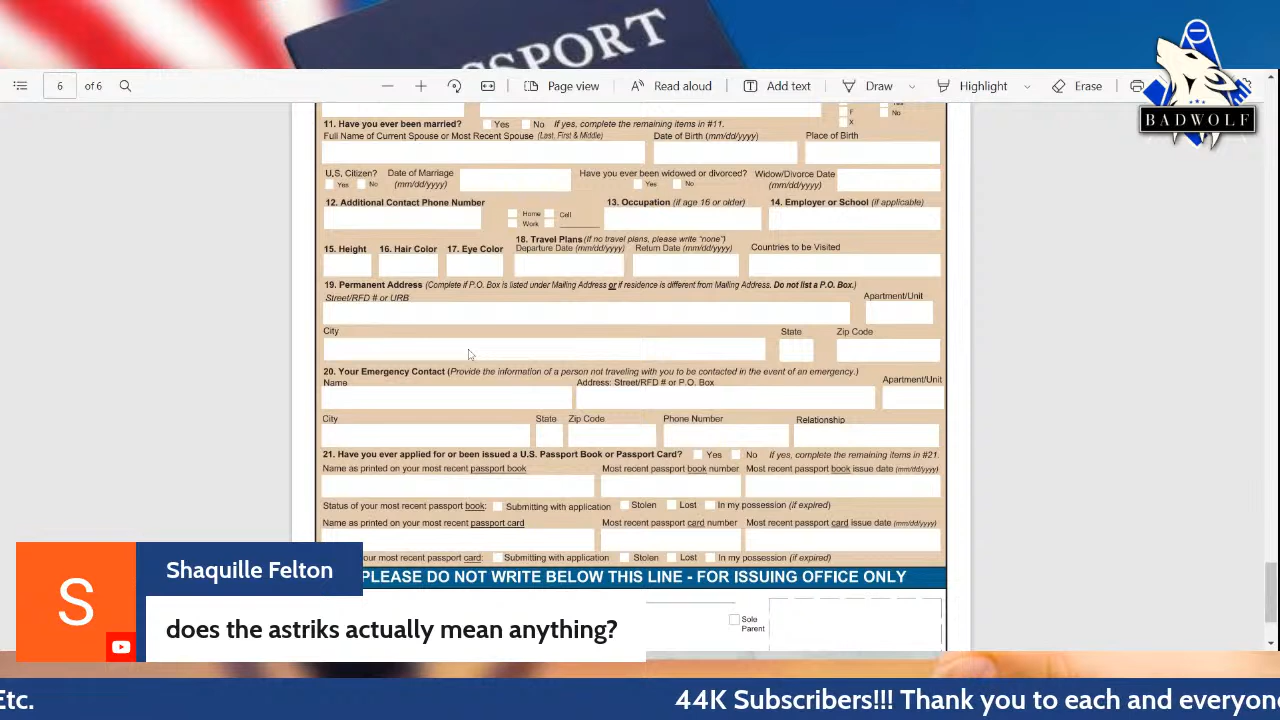 SSPORT
6 of 6 Page view Read aloud Add text Draw Highlight Erase
BADWOLF
F
X
No
11. Have you ever been married? Yes No If yes, complete the remaining items in #11.
Full Name of Current Spouse or Most Recent Spouse (Last, First & Middle) Date of Birth (mm/dd/yyyy) Place of Birth
U.S. Citizen? Date of Marriage Have you ever been widowed or divorced? Widow/Divorce Date
Yes No (mm/dd/yyyy) Yes No (mm/dd/yyyy)
12. Additional Contact Phone Number 13. Occupation (if age 16 or older) 14. Employer or School (if applicable)
Home Cell
Work
15. Height 16. Hair Color 17. Eye Color 18. Travel Plans (If no travel plans, please write "none")
Departure Date (mm/dd/yyyy) Return Date (mm/dd/yyyy) Countries to be Visited
19. Permanent Address (Complete if P.O. Box is listed under Mailing Address or if residence is different from Mailing Address. Do not list a P.O. Box.)
Street/RFD # or URB Apartment/Unit
City State Zip Code
20. Your Emergency Contact (Provide the information of a person not traveling with you to be contacted in the event of an emergency.)
Name Address: Street/RFD # or P.O. Box Apartment/Unit
City State Zip Code Phone Number Relationship
21. Have you ever applied for or been issued a U.S. Passport Book or Passport Card? Yes No If yes, complete the remaining items in #21.
Name as printed on your most recent passport book Most recent passport book number Most recent passport book issue date (mm/dd/yyyy)
Status of your most recent passport book: Submitting with application Stolen Lost In my possession (if expired)
Name as printed on your most recent passport card Most recent passport card number Most recent passport card issue date (mm/dd/yyyy)
our most recent passport card: Submitting with application Stolen Lost In my possession (if expired)
PLEASE DO NOT WRITE BELOW THIS LINE - FOR ISSUING OFFICE ONLY
Sole
Parent
S
Shaquille Felton
does the astriks actually mean anything?
Etc. 44K Subscribers!!! Thank you to each and everyone